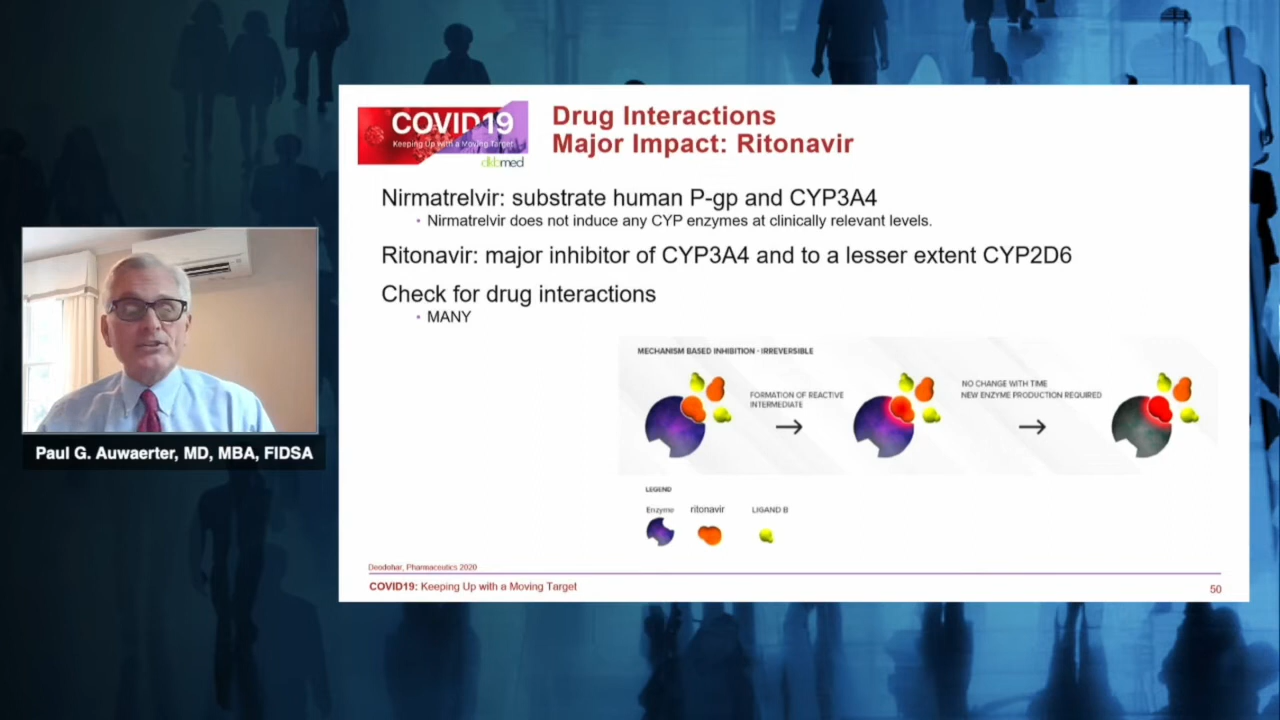 COVID19
Keeping Up with a Moving Target
dkbmed
Drug Interactions
Major Impact: Ritonavir
Nirmatrelvir: substrate human P-gp and CYP3A4
• Nirmatrelvir does not induce any CYP enzymes at clinically relevant levels.
Ritonavir: major inhibitor of CYP3A4 and to a lesser extent CYP2D6
Check for drug interactions
• MANY
MECHANISM BASED INHIBITION - IRREVERSIBLE
FORMATION OF REACTIVE
INTERMEDIATE
NO CHANGE WITH TIME
NEW ENZYME PRODUCTION REQUIRED
LEGEND
Enzyme ritonavir LIGAND B
Deodohar, Pharmaceutics 2020
COVID19: Keeping Up with a Moving Target
50
Paul G. Auwaerter, MD, MBA, FIDSA